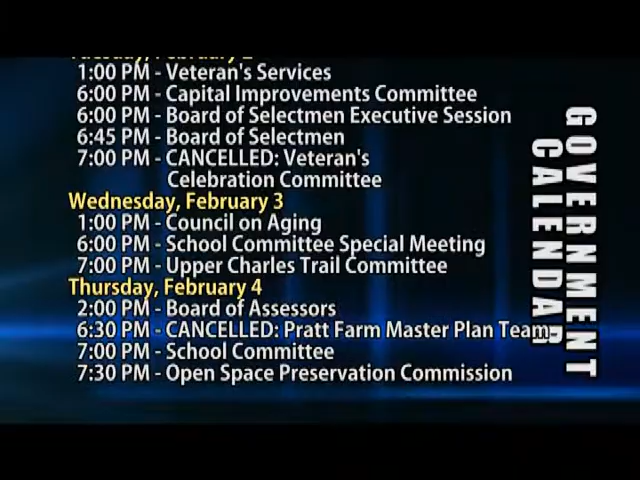 Tuesday, February 2
1:00 PM - Veteran's Services
6:00 PM - Capital Improvements Committee
6:00 PM - Board of Selectmen Executive Session
6:45 PM - Board of Selectmen
7:00 PM - CANCELLED: Veteran's
Celebration Committee
Wednesday, February 3
1:00 PM - Council on Aging
6:00 PM - School Committee Special Meeting
7:00 PM - Upper Charles Trail Committee
Thursday, February 4
2:00 PM - Board of Assessors
6:30 PM - CANCELLED: Pratt Farm Master Plan Team
7:00 PM - School Committee
7:30 PM - Open Space Preservation Commission
GOVERNMENT
CALENDAR